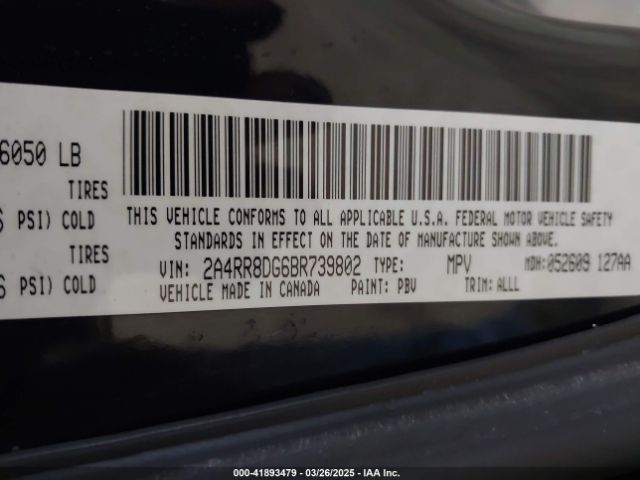 6050 LB
TIRES
PSI) COLD
TIRES
PSI) COLD
THIS VEHICLE CONFORMS TO ALL APPLICABLE U.S.A. FEDERAL MOTOR VEHICLE SAFETY
STANDARDS IN EFFECT ON THE DATE OF MANUFACTURE SHOWN ABOVE.
VIN: 2A4RR8DG6BR739802 TYPE: MPV MDH: 052609 127AA
VEHICLE MADE IN CANADA PAINT: PBV TRIM: ALLL
000-41893479 — 03/26/2025 — IAA Inc.